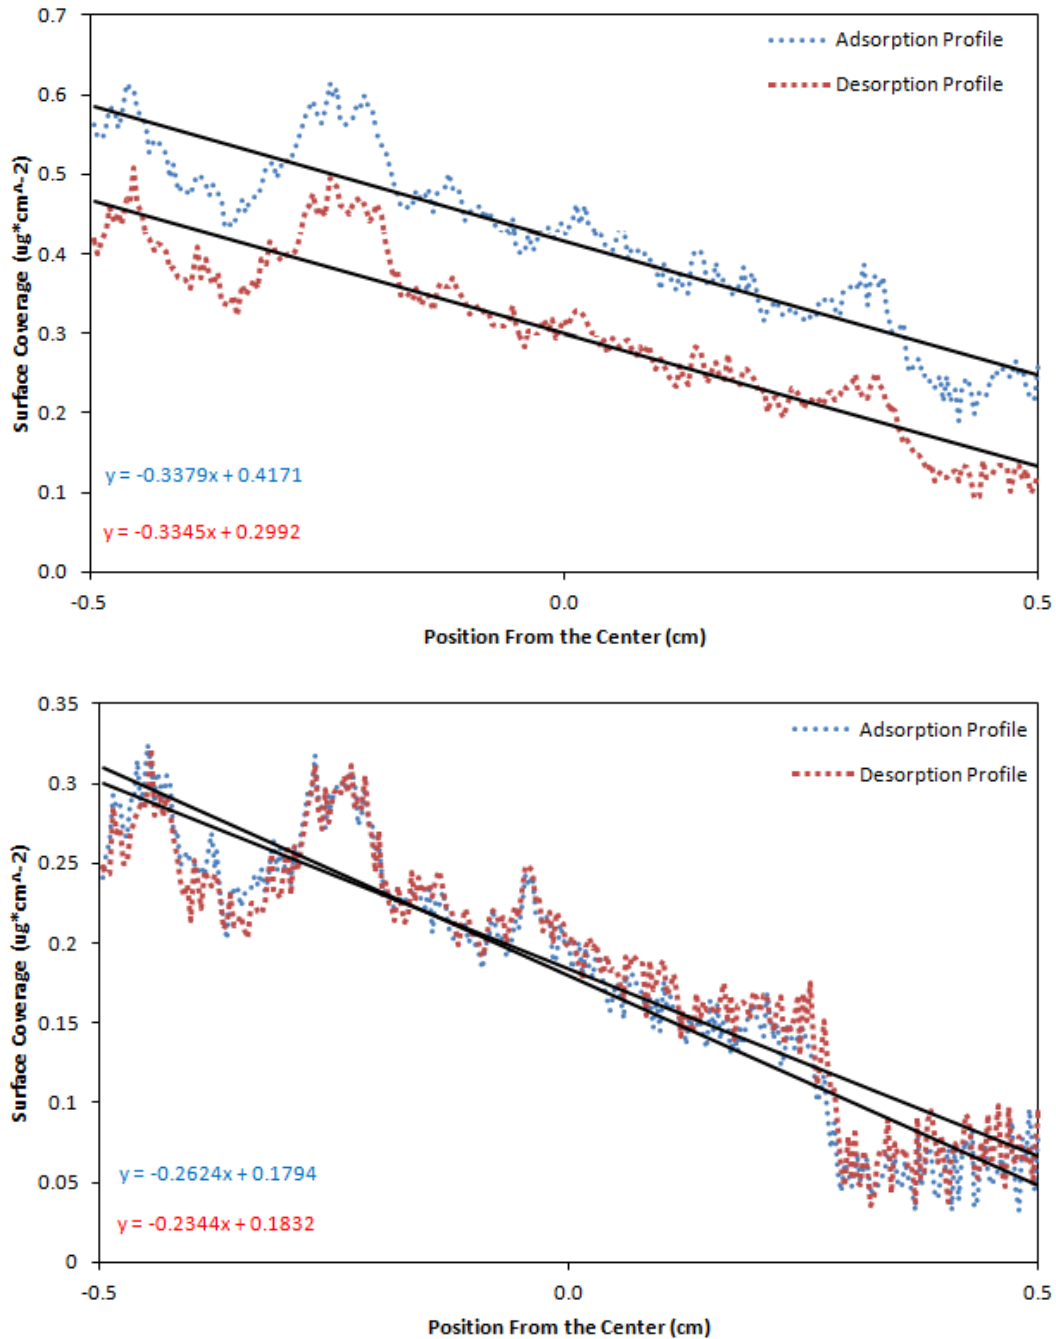 0.7
Adsorption Profile
0.6
Desorption Profile
0.5
0.4
0.3
0.2
0.1
0.0
Surface Coverage (ug*cm^-2)
y = -0.3379x + 0.4171
y = -0.3345x + 0.2992
-0.5 0.0 0.5
Position From the Center (cm)
0.35
Adsorption Profile
0.3
Desorption Profile
0.25
0.2
0.15
0.1
0.05
0
Surface Coverage (ug*cm^-2)
y = -0.2624x + 0.1794
y = -0.2344x + 0.1832
-0.5 0.0 0.5
Position From the Center (cm)